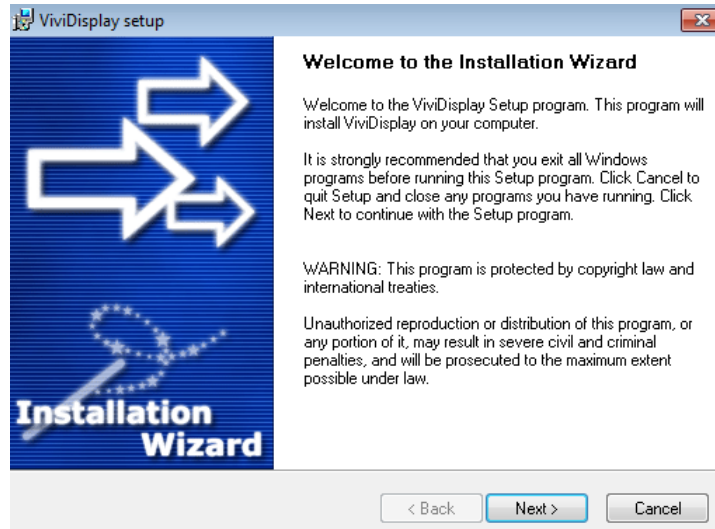 ViviDisplay setup
Welcome to the Installation Wizard
Welcome to the ViviDisplay Setup program. This program will
install ViviDisplay on your computer.
It is strongly recommended that you exit all Windows
programs before running this Setup program. Click Cancel to
quit Setup and close any programs you have running. Click
Next to continue with the Setup program.
WARNING: This program is protected by copyright law and
international treaties.
Unauthorized reproduction or distribution of this program, or
any portion of it, may result in severe civil and criminal
penalties, and will be prosecuted to the maximum extent
possible under law.
Installation
Wizard
< Back
Next >
Cancel